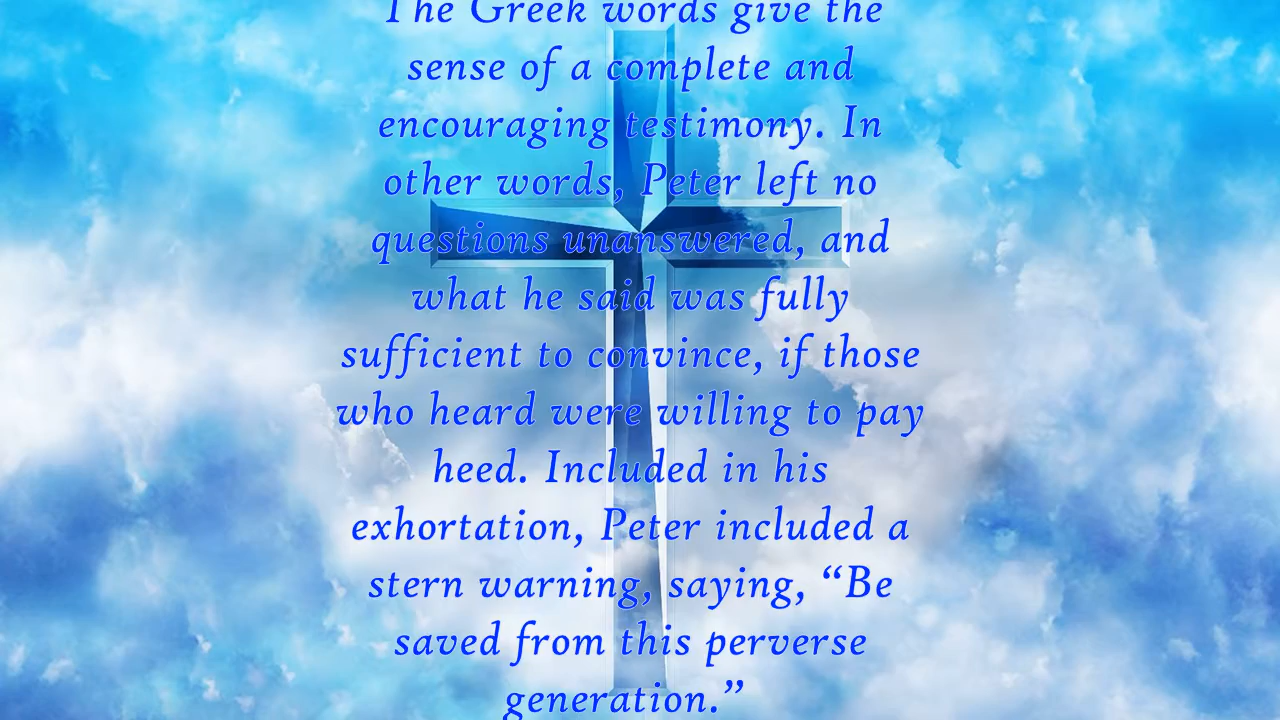 The Greek words give the
sense of a complete and
encouraging testimony. In
other words, Peter left no
questions unanswered, and
what he said was fully
sufficient to convince, if those
who heard were willing to pay
heed. Included in his
exhortation, Peter included a
stern warning, saying, “Be
saved from this perverse
generation.”